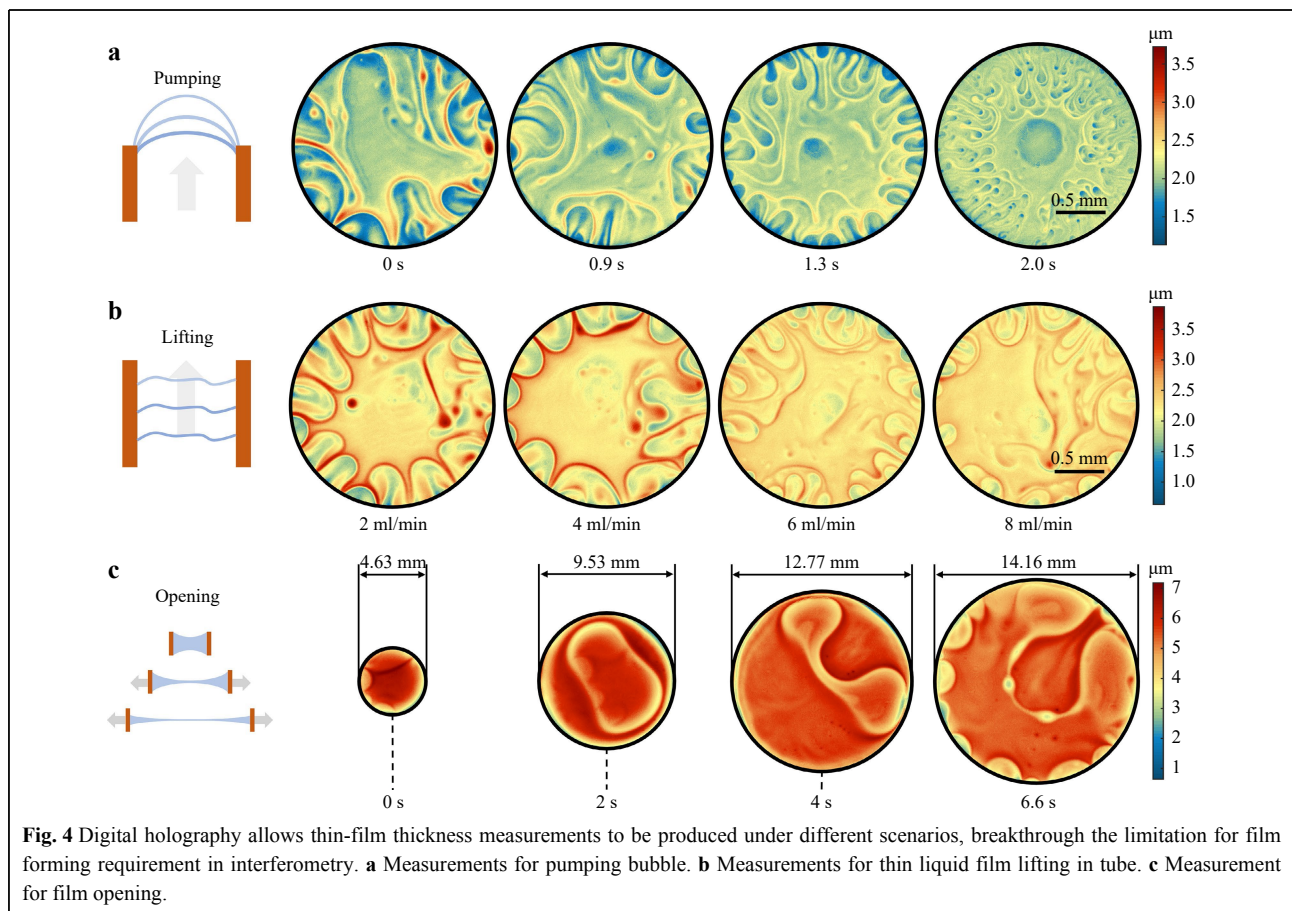 a
Pumping
0 s
0.9 s
1.3 s
2.0 s
0.5 mm
μm
3.5
3.0
2.5
2.0
1.5
b
Lifting
2 ml/min
4 ml/min
6 ml/min
8 ml/min
0.5 mm
μm
3.5
3.0
2.5
2.0
1.5
1.0
c
Opening
4.63 mm
9.53 mm
12.77 mm
14.16 mm
0s
2 s
4 s
6.6 s
μm
7
6
5
4
3
2
1
Fig. 4 Digital holography allows thin-film thickness measurements to be produced under different scenarios, breakthrough the limitation for film
forming requirement in interferometry. a Measurements for pumping bubble. b Measurements for thin liquid film lifting in tube. c Measurement
for film opening.